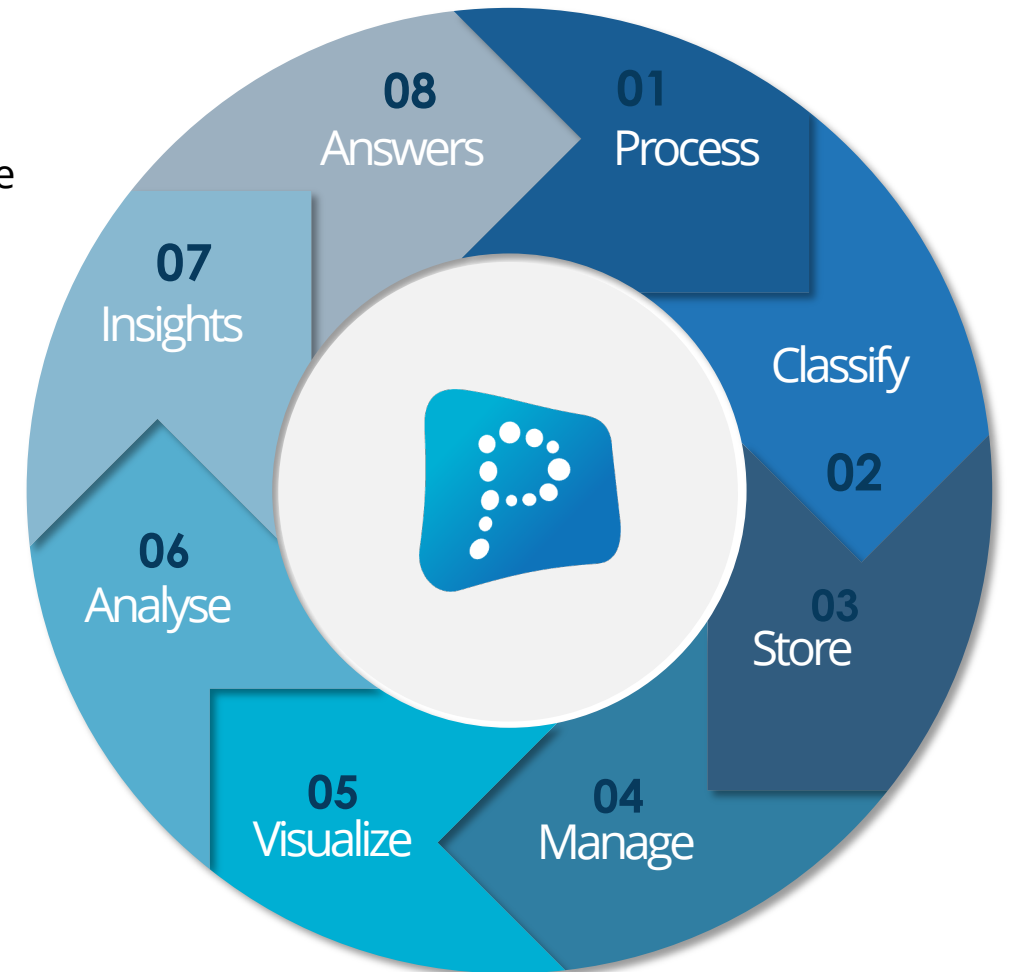 01
Process
Classify
02
03
Store
04
Manage
05
Visualize
06
Analyse
07
Insights
08
Answers
e
P